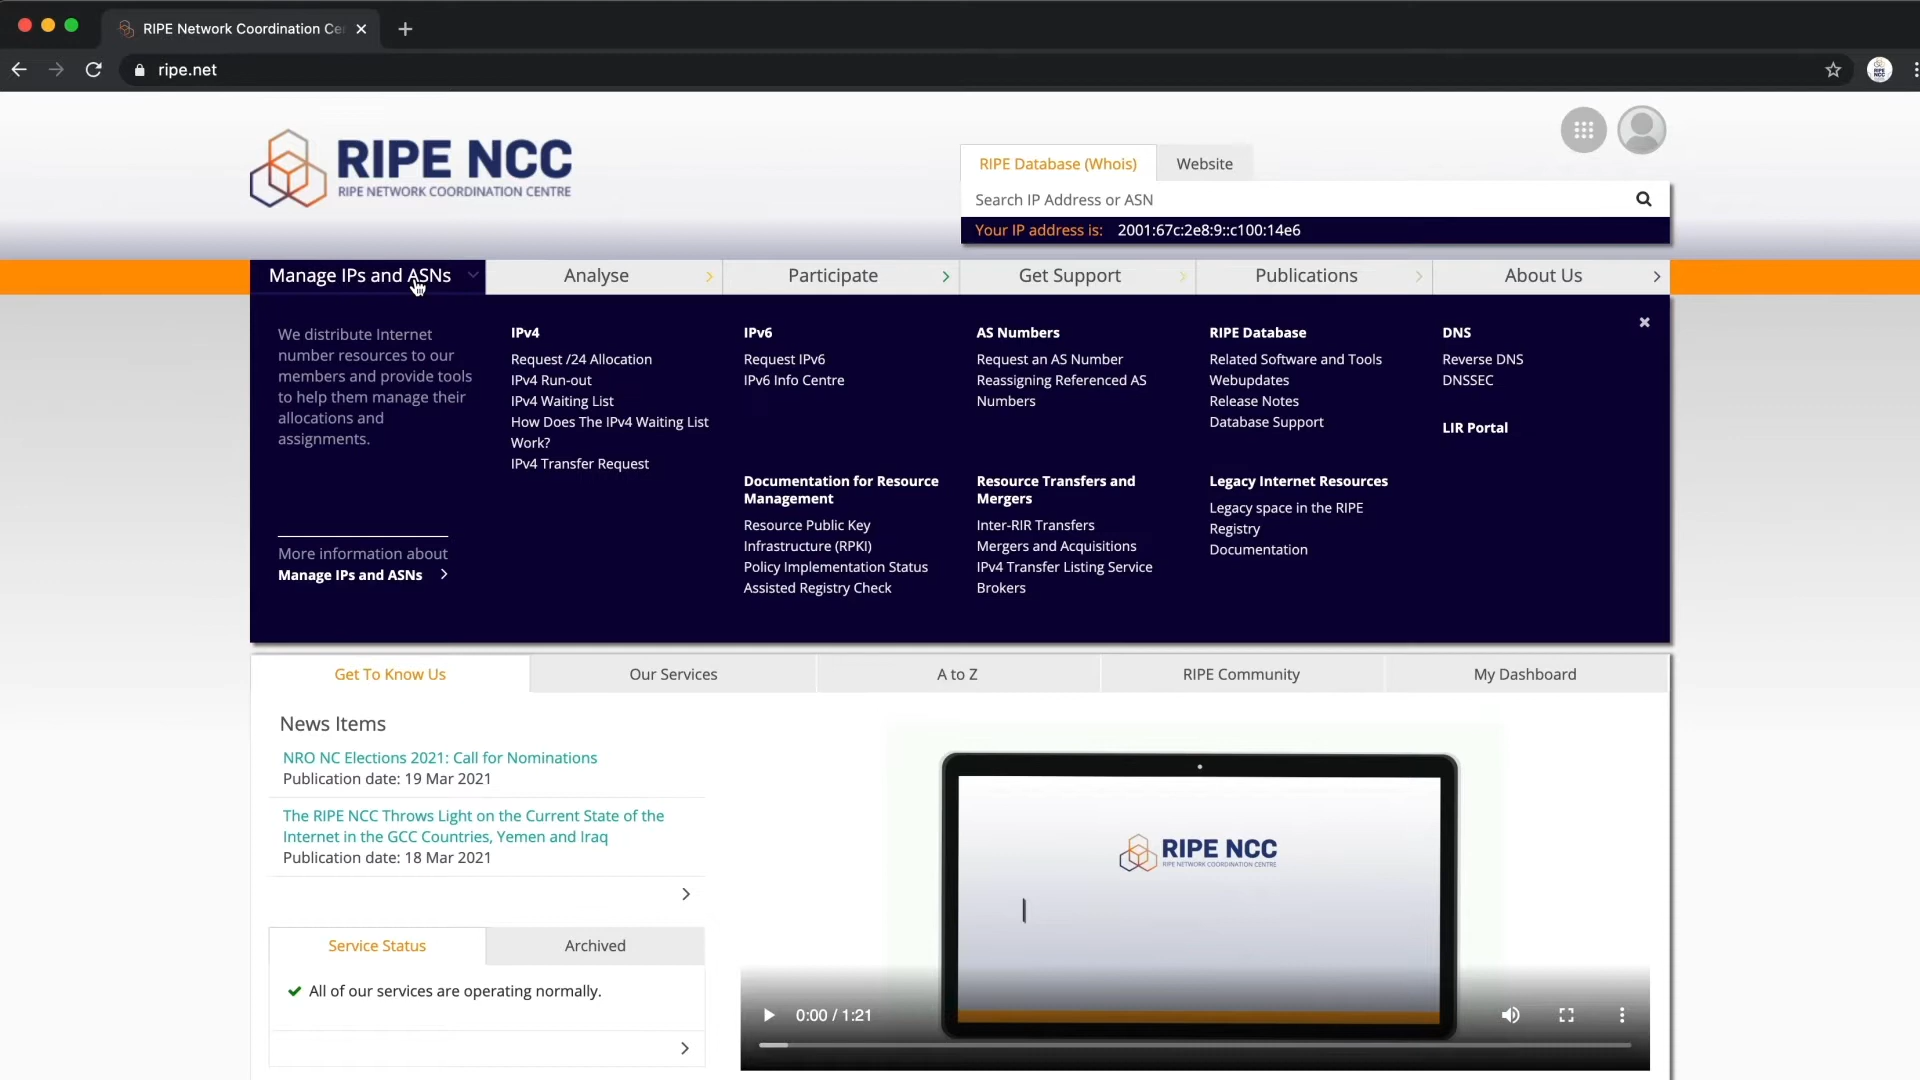 RIPE Network Coordination Ce
ripe.net
RIPE NCC
RIPE NETWORK COORDINATION CENTRE
RIPE Database (Whois)
Website
Search IP Address or ASN
Your IP address is: 2001:67c:2e8:9::c100:14e6
Manage IPs and ASNs
Analyse
Participate
Get Support
Publications
About Us
We distribute Internet
number resources to our
members and provide tools
to help them manage their
allocations and
assignments.
More information about
Manage IPs and ASNs
IPv4
Request /24 Allocation
IPv4 Run-out
IPv4 Waiting List
How Does The IPv4 Waiting List
Work?
IPv4 Transfer Request
IPv6
Request IPv6
IPv6 Info Centre
AS Numbers
Request an AS Number
Reassigning Referenced AS
Numbers
RIPE Database
Related Software and Tools
Webupdates
Release Notes
Database Support
DNS
Reverse DNS
DNSSEC
LIR Portal
Documentation for Resource
Management
Resource Public Key
Infrastructure (RPKI)
Policy Implementation Status
Assisted Registry Check
Resource Transfers and
Mergers
Inter-RIR Transfers
Mergers and Acquisitions
IPv4 Transfer Listing Service
Brokers
Legacy Internet Resources
Legacy space in the RIPE
Registry
Documentation
Get To Know Us
Our Services
A to Z
RIPE Community
My Dashboard
News Items
NRO NC Elections 2021: Call for Nominations
Publication date: 19 Mar 2021
The RIPE NCC Throws Light on the Current State of the
Internet in the GCC Countries, Yemen and Iraq
Publication date: 18 Mar 2021
Service Status
Archived
All of our services are operating normally.
RIPE NCC
RIPE NETWORK COORDINATION CENTRE
0:00 / 1:21